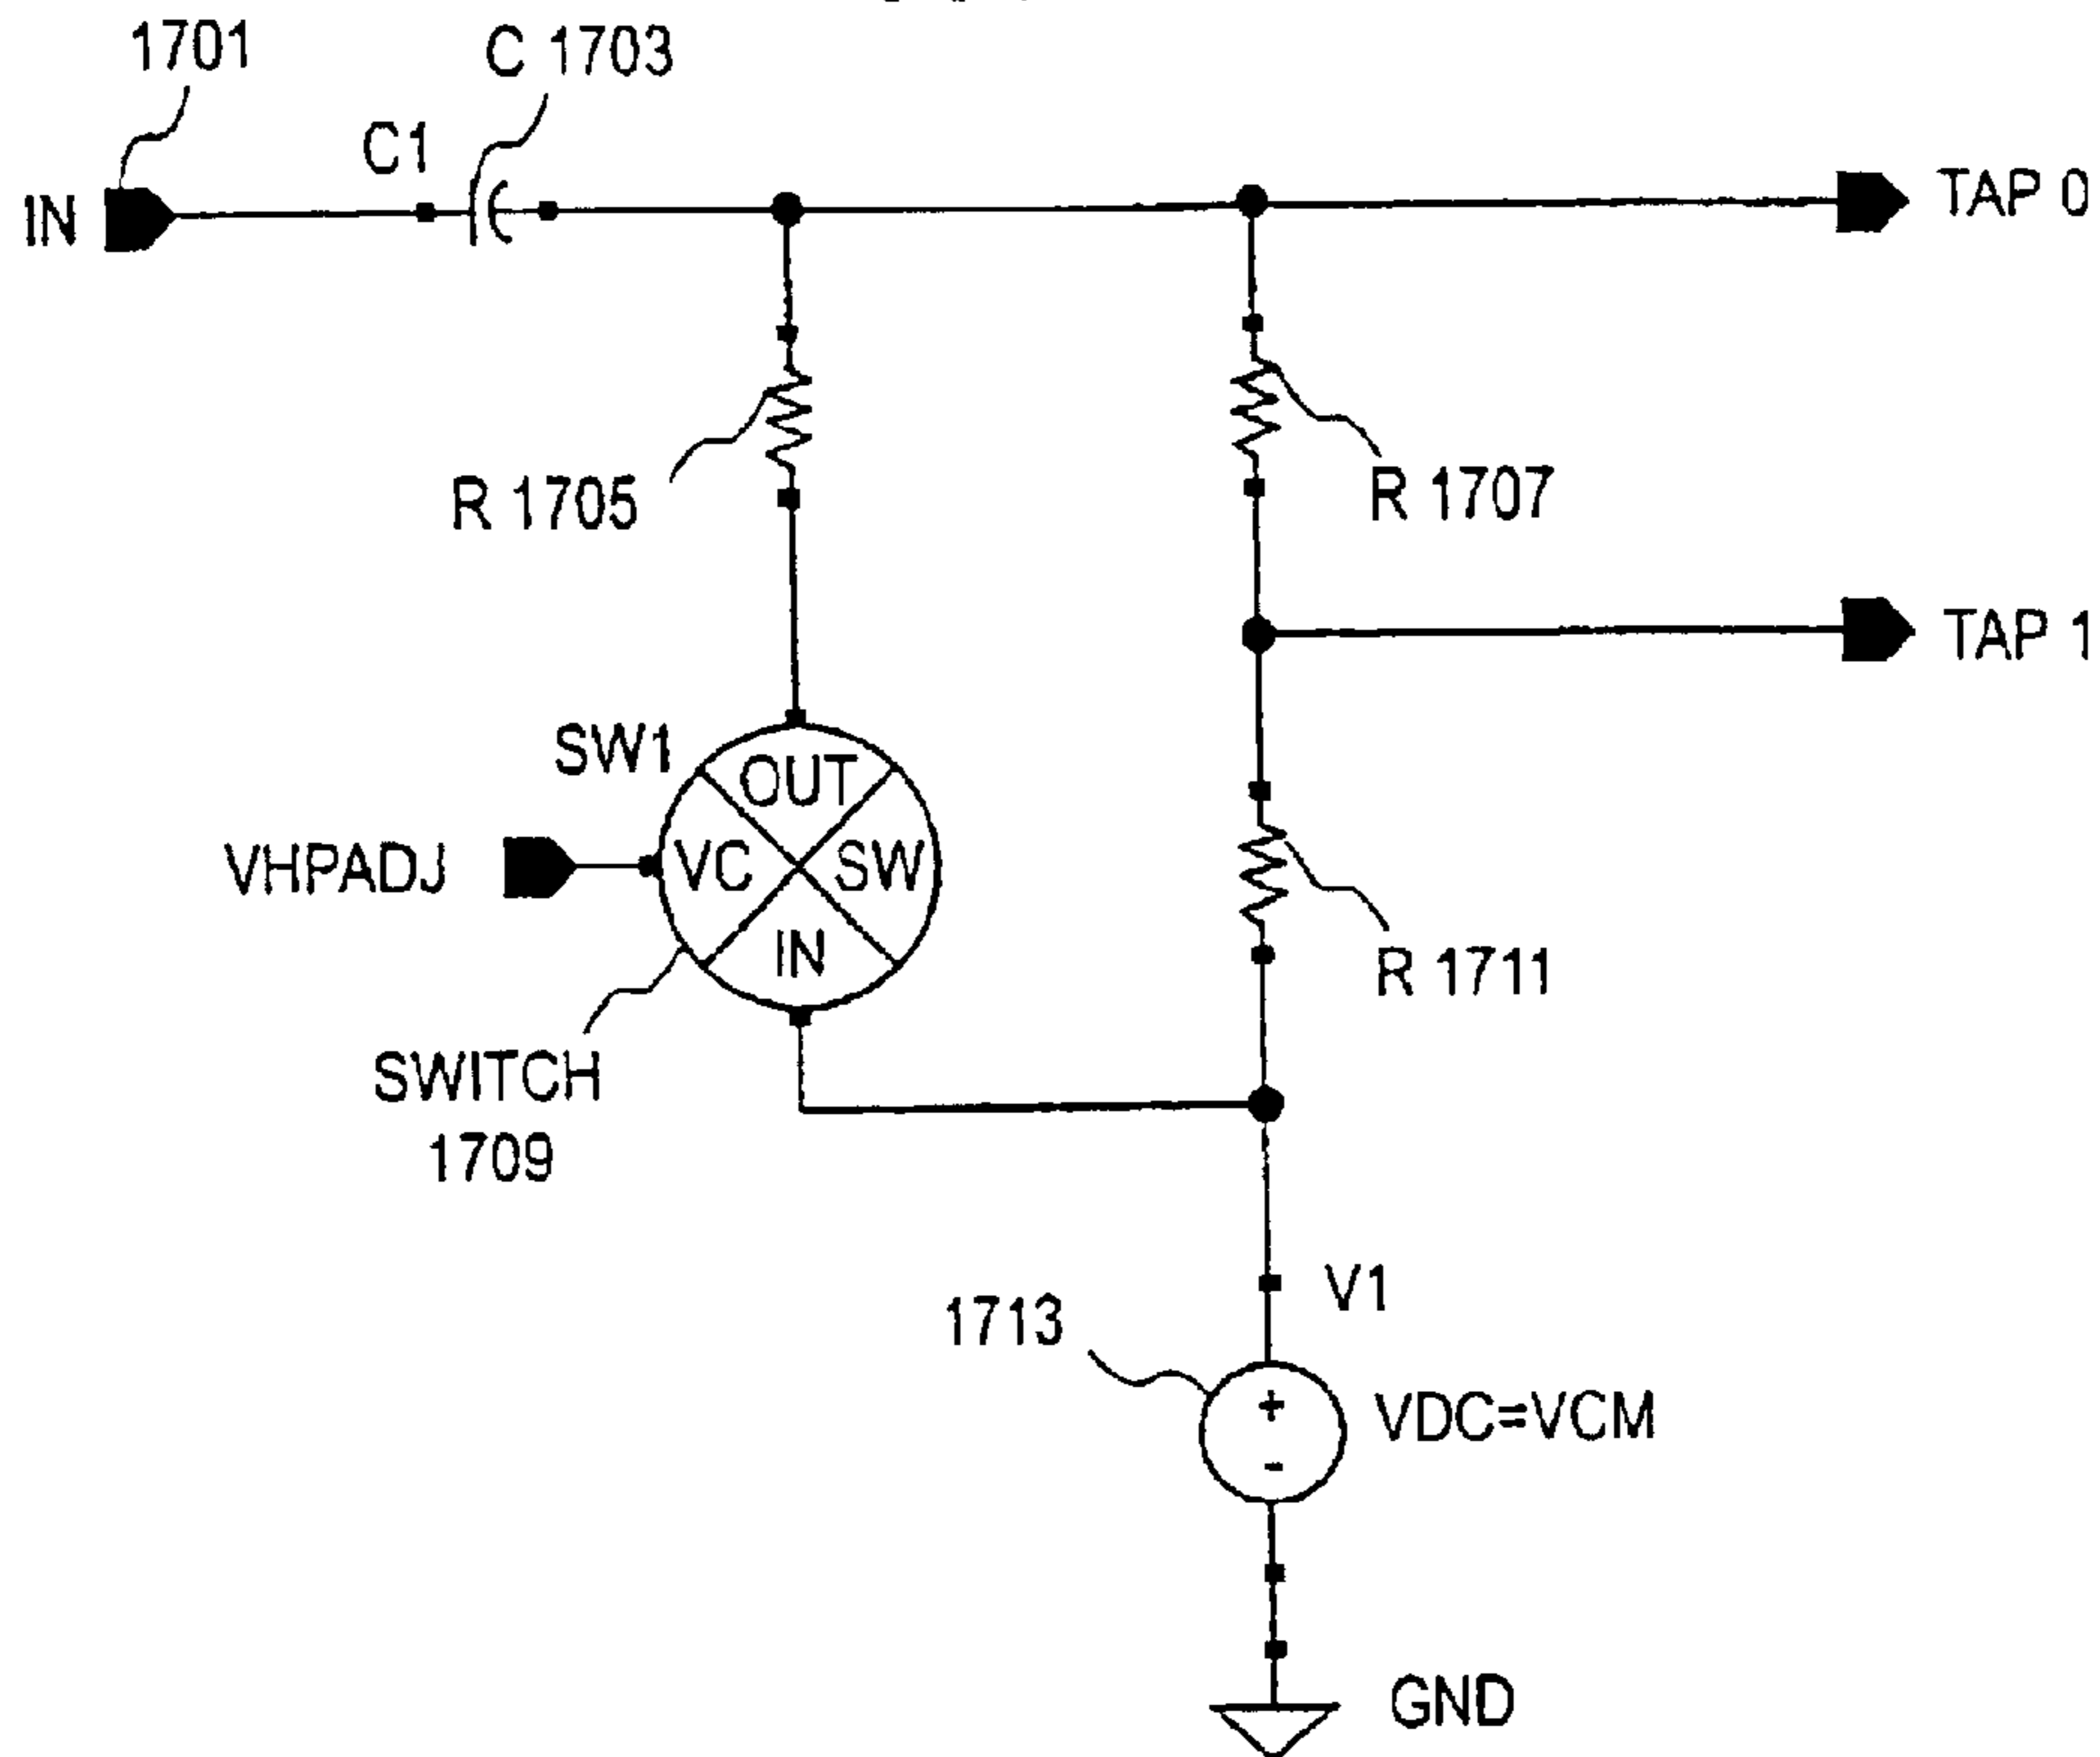 1701
C 1703
C1
IN
TAP 0
R 1705
R 1707
TAP 1
SW1
OUT
VHPADJ
VC
SW
IN
R 1711
SWITCH
1709
V1
1713
+
VDC=VCM
-
GND